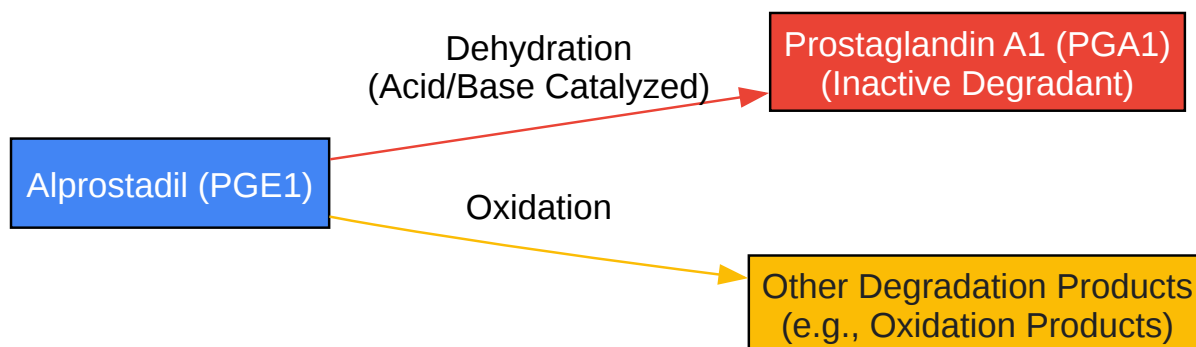 Dehydration
(Acid/Base Catalyzed)
Prostaglandin A1 (PGA1)
(Inactive Degradant)
Alprostadil (PGE1)
Oxidation
Other Degradation Products
(e.g., Oxidation Products)